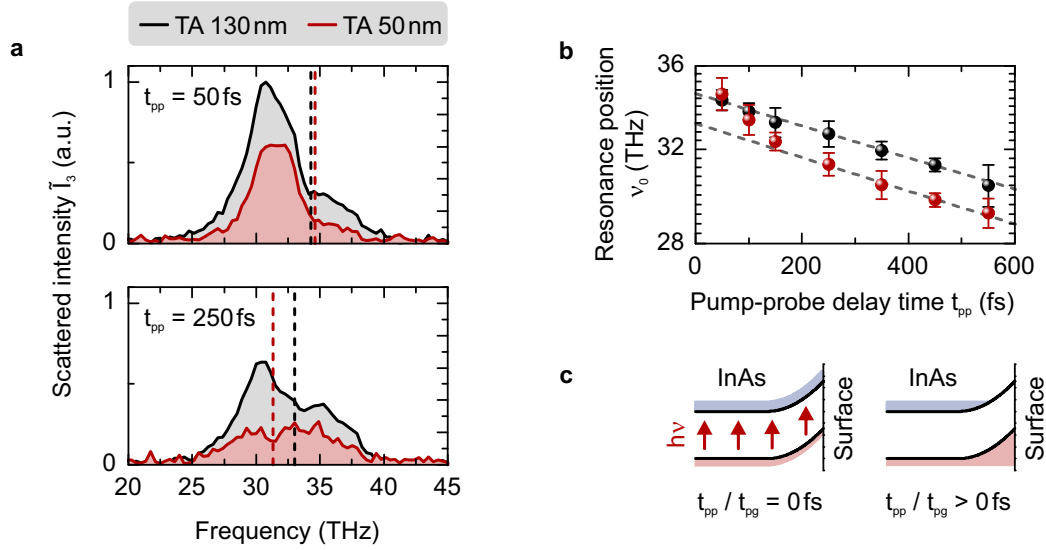 TA 130 nm TA 50 nm
a
Scattered intensity Ĩ₃ (a.u.)
1
t_pp = 50 fs
0
1
t_pp = 250 fs
0
20 25 30 35 40 45
Frequency (THz)
b
Resonance position
ν₀ (THz)
36
32
28
0 200 400 600
Pump-probe delay time t_pp (fs)
c
InAs
hν
Surface
t_pp / t_pg = 0 fs
InAs
Surface
t_pp / t_pg > 0 fs